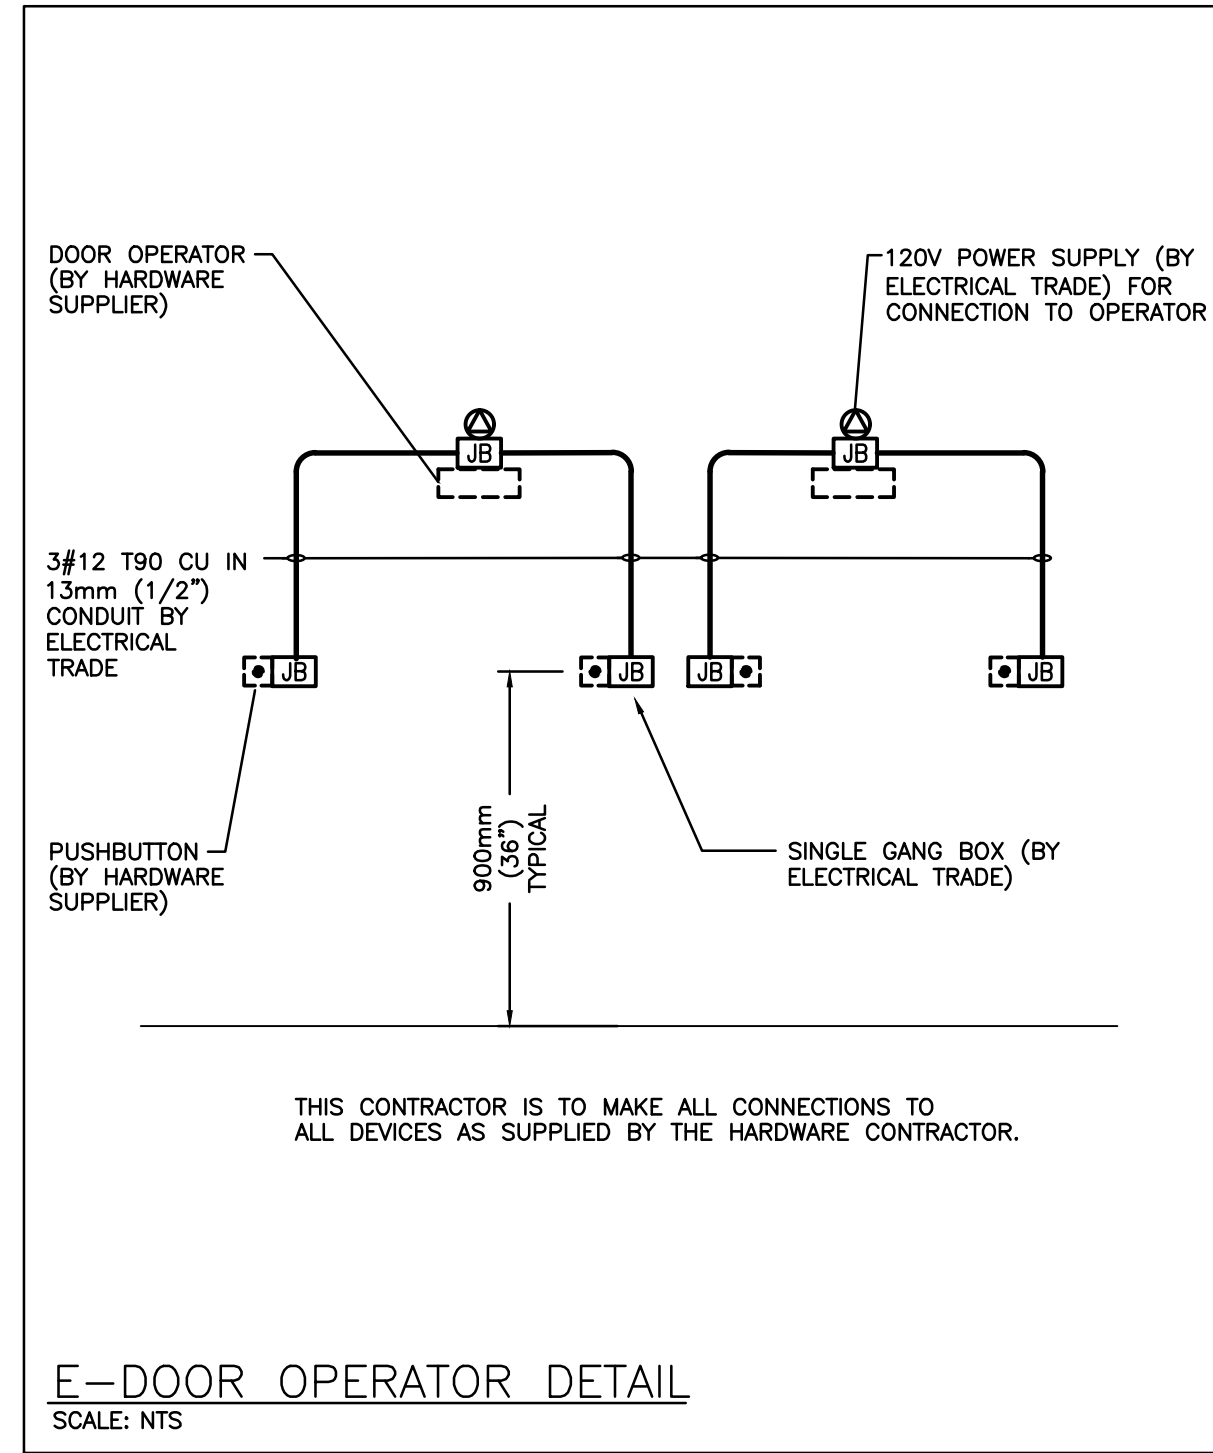 DOOR OPERATOR
(BY HARDWARE
SUPPLIER)
120V POWER SUPPLY (BY
ELECTRICAL TRADE) FOR
CONNECTION TO OPERATOR
JB
JB
3#12 T90 CU IN
13mm (1/2")
CONDUIT BY
ELECTRICAL
TRADE
JB
JB
JB
JB
900mm
(36")
TYPICAL
PUSHBUTTON
(BY HARDWARE
SUPPLIER)
SINGLE GANG BOX (BY
ELECTRICAL TRADE)
THIS CONTRACTOR IS TO MAKE ALL CONNECTIONS TO
ALL DEVICES AS SUPPLIED BY THE HARDWARE CONTRACTOR.
E-DOOR OPERATOR DETAIL
SCALE: NTS